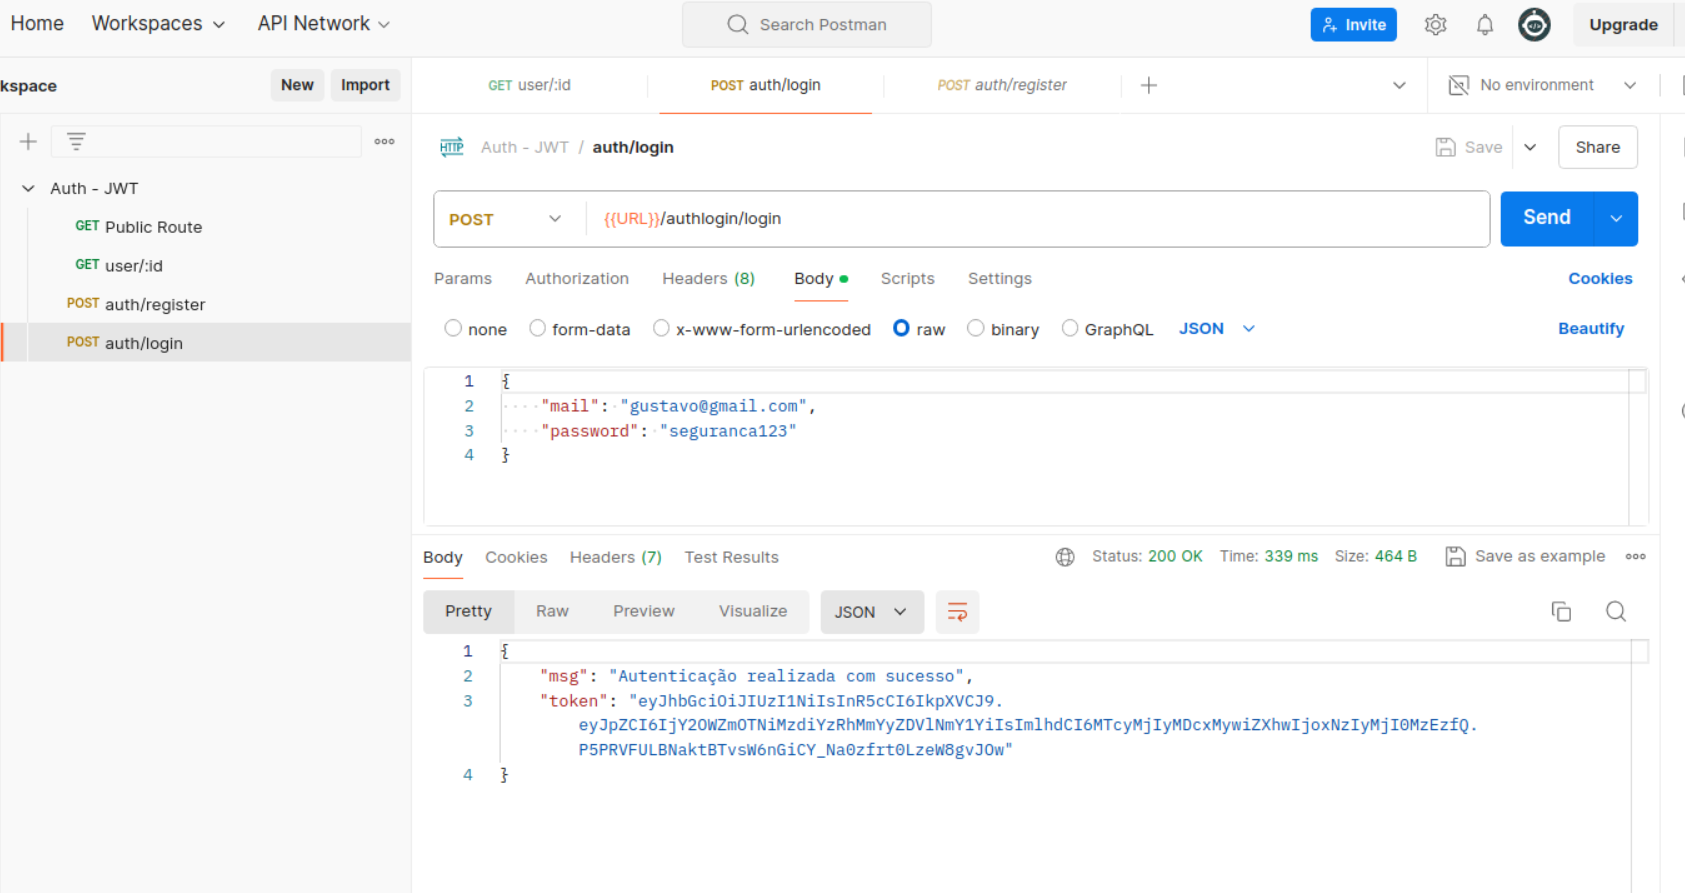 Home Workspaces API Network Search Postman Invite Upgrade
kspace New Import GET user/:id POST auth/login POST auth/register No environment
HTTP Auth - JWT / auth/login Save Share
Auth - JWT
GET Public Route
GET user/:id
POST auth/register
POST auth/login
POST {{URL}}/authlogin/login Send
Params Authorization Headers (8) Body Scripts Settings Cookies
none form-data x-www-form-urlencoded raw binary GraphQL JSON Beautify
1 {
2 "mail": "gustavo@gmail.com",
3 "password": "seguranca123"
4 }
Body Cookies Headers (7) Test Results Status: 200 OK Time: 339 ms Size: 464 B Save as example
Pretty Raw Preview Visualize JSON
1 {
2 "msg": "Autenticação realizada com sucesso",
3 "token": "eyJhbGciOiJIUzI1NiIsInR5cCI6IkpXVCJ9.
eyJpZCI6IjY2OWZmOTNiMzdiYzRhMmYyZDVlNmY1YiIsImlhdCI6MTcyMjIyMDcxMywiZXhwIjoxNzIyMjI0MzEzfQ.
P5PRVFULBNaktBTvsW6nGiCY_Na0zfrt0LzeW8gvJOw"
4 }